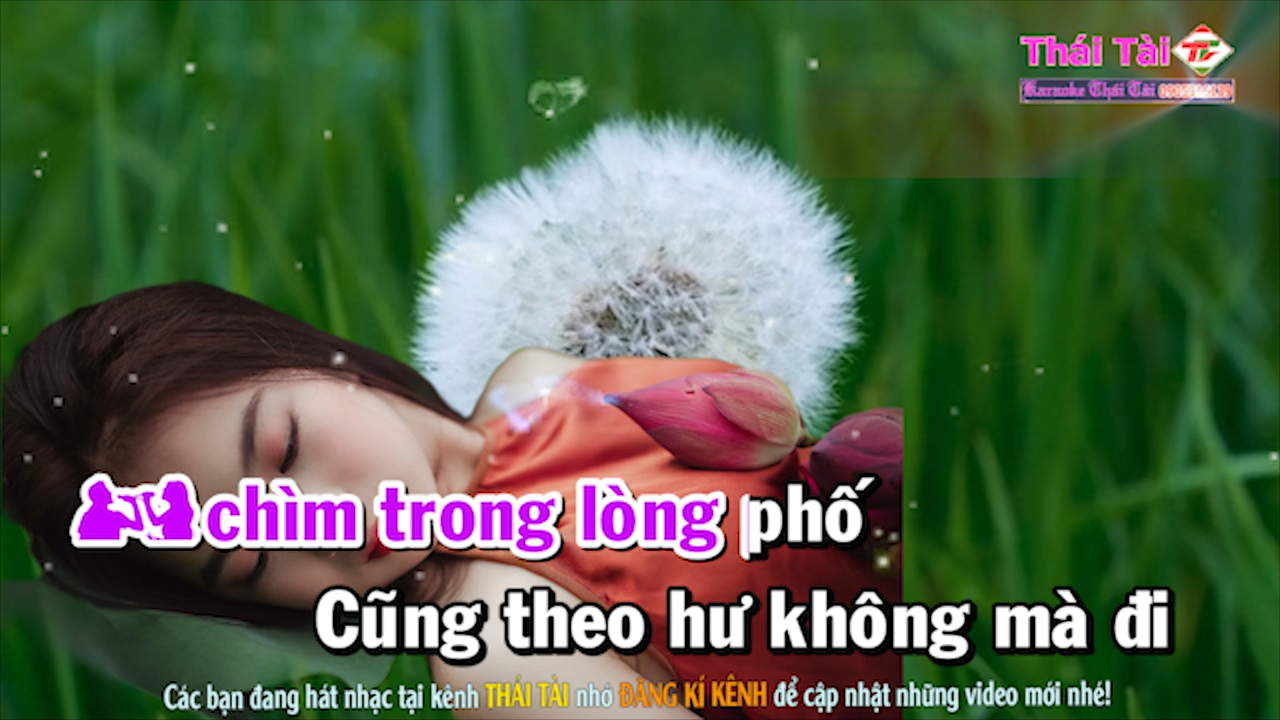 Thái Tài
Karaoke Thái Tài
chìm trong lòng phố
Cũng theo hư không mà đi
Các bạn đang hát nhạc tại kênh THÁI TÀI nhớ ĐĂNG KÍ KÊNH để cập nhật những video mới nhé!